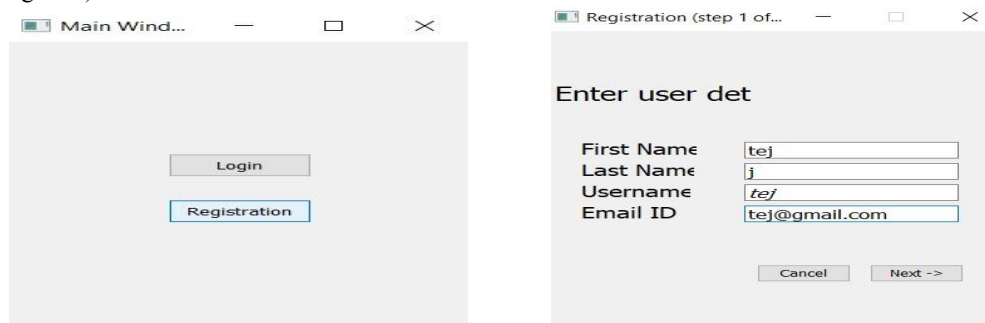 Main Wind...
Login
Registration
Registration (step 1 of...
Enter user det
First Name tej
Last Name j
Username tej
Email ID tej@gmail.com
Cancel Next ->